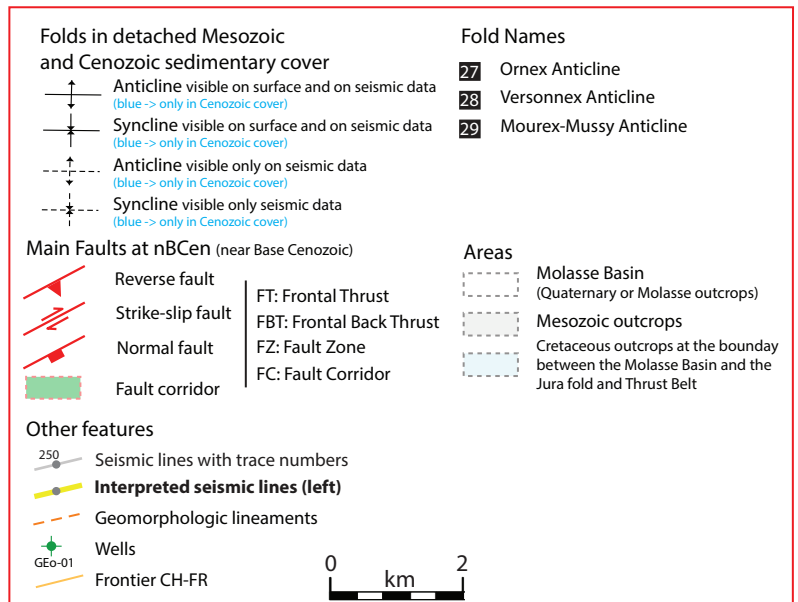 Folds in detached Mesozoic
and Cenozoic sedimentary cover
Anticline visible on surface and on seismic data
(blue -> only in Cenozoic cover)
Syncline visible on surface and on seismic data
(blue -> only in Cenozoic cover)
Anticline visible only on seismic data
(blue -> only in Cenozoic cover)
Syncline visible only seismic data
(blue -> only in Cenozoic cover)
Fold Names
27 Ornex Anticline
28 Versonnex Anticline
29 Mourex-Mussy Anticline
Main Faults at nBCen (near Base Cenozoic)
Reverse fault
Strike-slip fault
Normal fault
Fault corridor
FT: Frontal Thrust
FBT: Frontal Back Thrust
FZ: Fault Zone
FC: Fault Corridor
Areas
Molasse Basin
(Quaternary or Molasse outcrops)
Mesozoic outcrops
Cretaceous outcrops at the bounday
between the Molasse Basin and the
Jura fold and Thrust Belt
Other features
250 Seismic lines with trace numbers
Interpreted seismic lines (left)
Geomorphologic lineaments
Wells
GEo-01
Frontier CH-FR
0 2
km